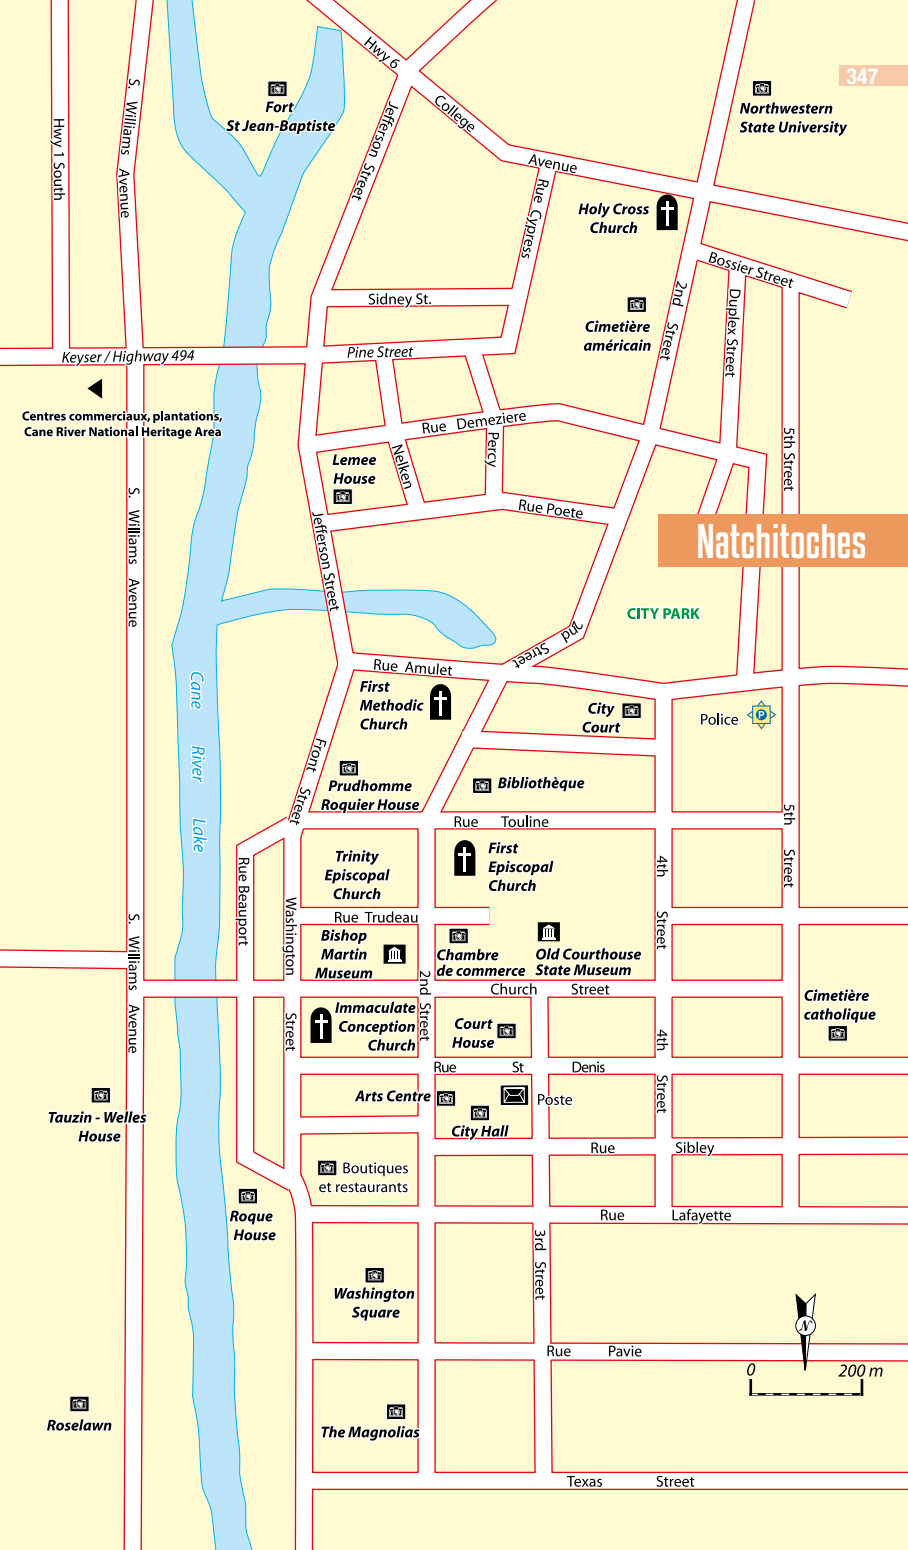 347
Hwy 6
College
Avenue
S. Williams Avenue
Hwy 1 South
Fort
St Jean-Baptiste
Jefferson Street
Northwestern
State University
Rue Cypress
Holy Cross
Church
Bossier Street
2nd Street
Duplex Street
Sidney St.
Cimetière
américain
Keyser / Highway 494
Pine Street
Centres commerciaux, plantations,
Cane River National Heritage Area
Rue Demeziere
Nelken
Percy
5th Street
Lemee
House
Rue Poete
S. Williams Avenue
Jefferson Street
Natchitoches
CITY PARK
2nd Street
Rue Amulet
Cane River Lake
First
Methodic
Church
City
Court
Police
P
Front Street
Prudhomme
Roquier House
Bibliothèque
Rue Touline
5th Street
Trinity
Episcopal
Church
First
Episcopal
Church
4th Street
Rue Beauport
Washington Street
Rue Trudeau
Bishop
Martin
Museum
Chambre
de commerce
Old Courthouse
State Museum
S. Williams Avenue
2nd Street
Church Street
Immaculate
Conception
Church
Court
House
Cimetière
catholique
4th Street
Rue St Denis
Arts Centre
Poste
City Hall
Tauzin - Welles
House
Rue Sibley
Boutiques
et restaurants
Roque
House
Rue Lafayette
3rd Street
Washington
Square
N
Rue Pavie
0 200 m
Roselawn
The Magnolias
Texas Street